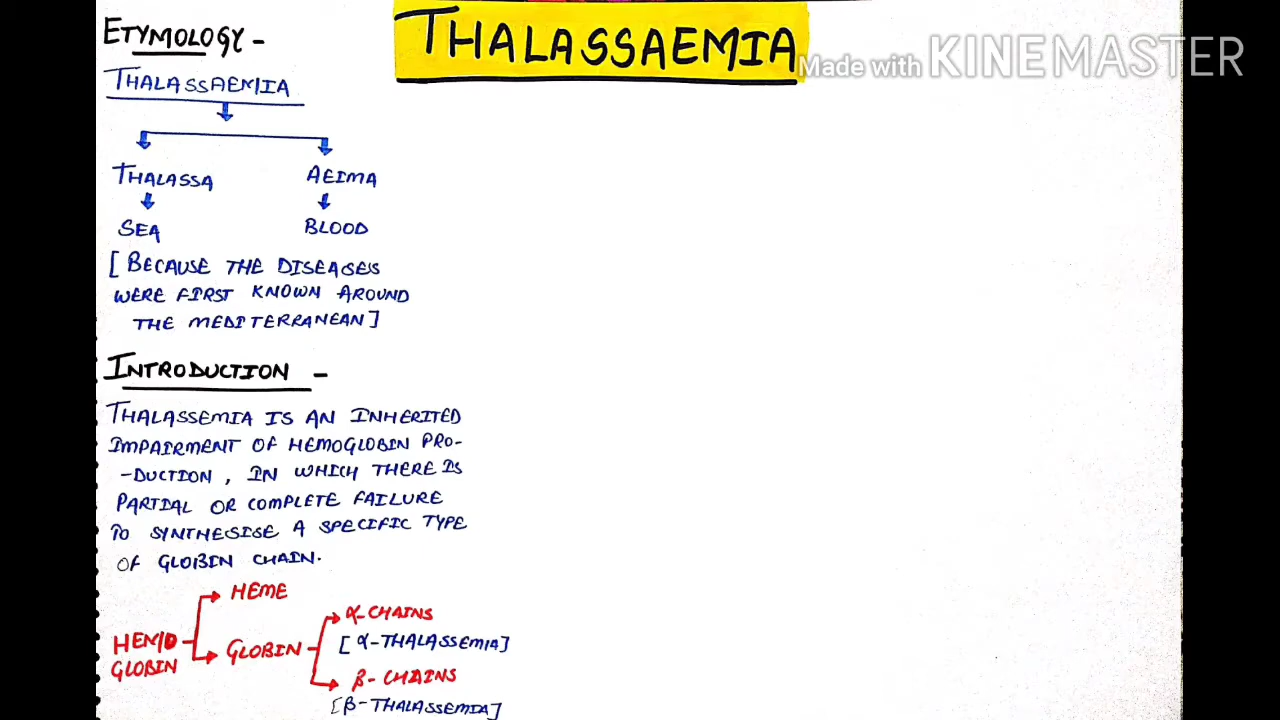 THALASSAEMIA
Made with KINEMASTER
ETYMOLOGY -
THALASSAEMIA
THALASSA AEIMA
SEA BLOOD
[BECAUSE THE DISEASES
WERE FIRST KNOWN AROUND
THE MEDITERRANEAN]
INTRODUCTION -
THALASSEMIA IS AN INHERITED
IMPAIRMENT OF HEMOGLOBIN PRO-
-DUCTION, IN WHICH THERE IS
PARTIAL OR COMPLETE FAILURE
TO SYNTHESISE A SPECIFIC TYPE
OF GLOBIN CHAIN.
HEME
HEMO
GLOBIN
GLOBIN
α-CHAINS
[α-THALASSEMIA]
β-CHAINS
[β-THALASSEMIA]